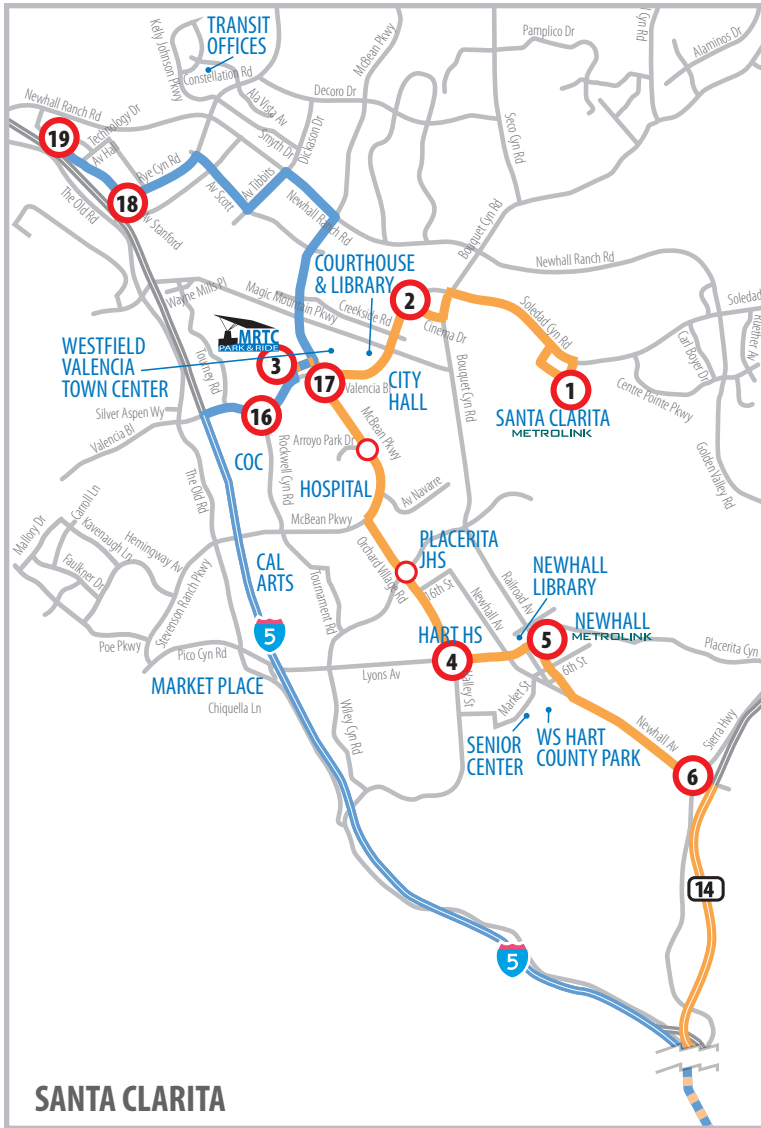 TRANSIT
OFFICES
Kelly Johnson Pkwy
Constellation Rd
McBean Pkwy
Pamplico Dr
Alaminos Dr
Cyn Rd
Decoro Dr
Ala Vista Av
Newhall Ranch Rd
Technology Dr
Av Hall
Smyth Dr
Dickason Dr
Seco Cyn Rd
19
Rye Cyn Rd
Av Tibbits
Av Scott
18
The Old Rd
Av Stanford
Newhall Ranch Rd
Bouquet Cyn Rd
COURTHOUSE
& LIBRARY
Newhall Ranch Rd
Wayne Mills Pl
Magic Mountain Pkwy
Creekside Rd
2
Cinema Dr
Soledad Cyn Rd
Soledad
Ruether Av
MRTC
PARK & RIDE
WESTFIELD
VALENCIA
TOWN CENTER
3
17
Valencia Bl
CITY
HALL
Bouquet Cyn Rd
Carl Boyer Dr
1
Centre Pointe Pkwy
SANTA CLARITA
METROLINK
Tourney Rd
Silver Aspen Wy
Valencia Bl
16
COC
Rockwell Cyn Rd
Arroyo Park Dr
McBean Pkwy
HOSPITAL
Av Navarre
Golden Valley Rd
The Old Rd
Mallory Dr
Carroll Ln
Kavenaugh Ln
Hemingway Av
Faulkner Dr
McBean Pkwy
Stevenson Ranch Pkwy
Poe Pkwy
CAL
ARTS
Tournament Rd
Orchard Village Rd
PLACERITA
JHS
16th St
Newhall Av
Railroad Av
NEWHALL
LIBRARY
5
NEWHALL
METROLINK
Placerita Cyn
5
Pico Cyn Rd
MARKET PLACE
Chiquella Ln
HART HS
4
Lyons Av
Valley St
Market St
6th St
Wiley Cyn Rd
SENIOR
CENTER
WS HART
COUNTY PARK
Newhall Av
Sierra Hwy
6
14
5
SANTA CLARITA